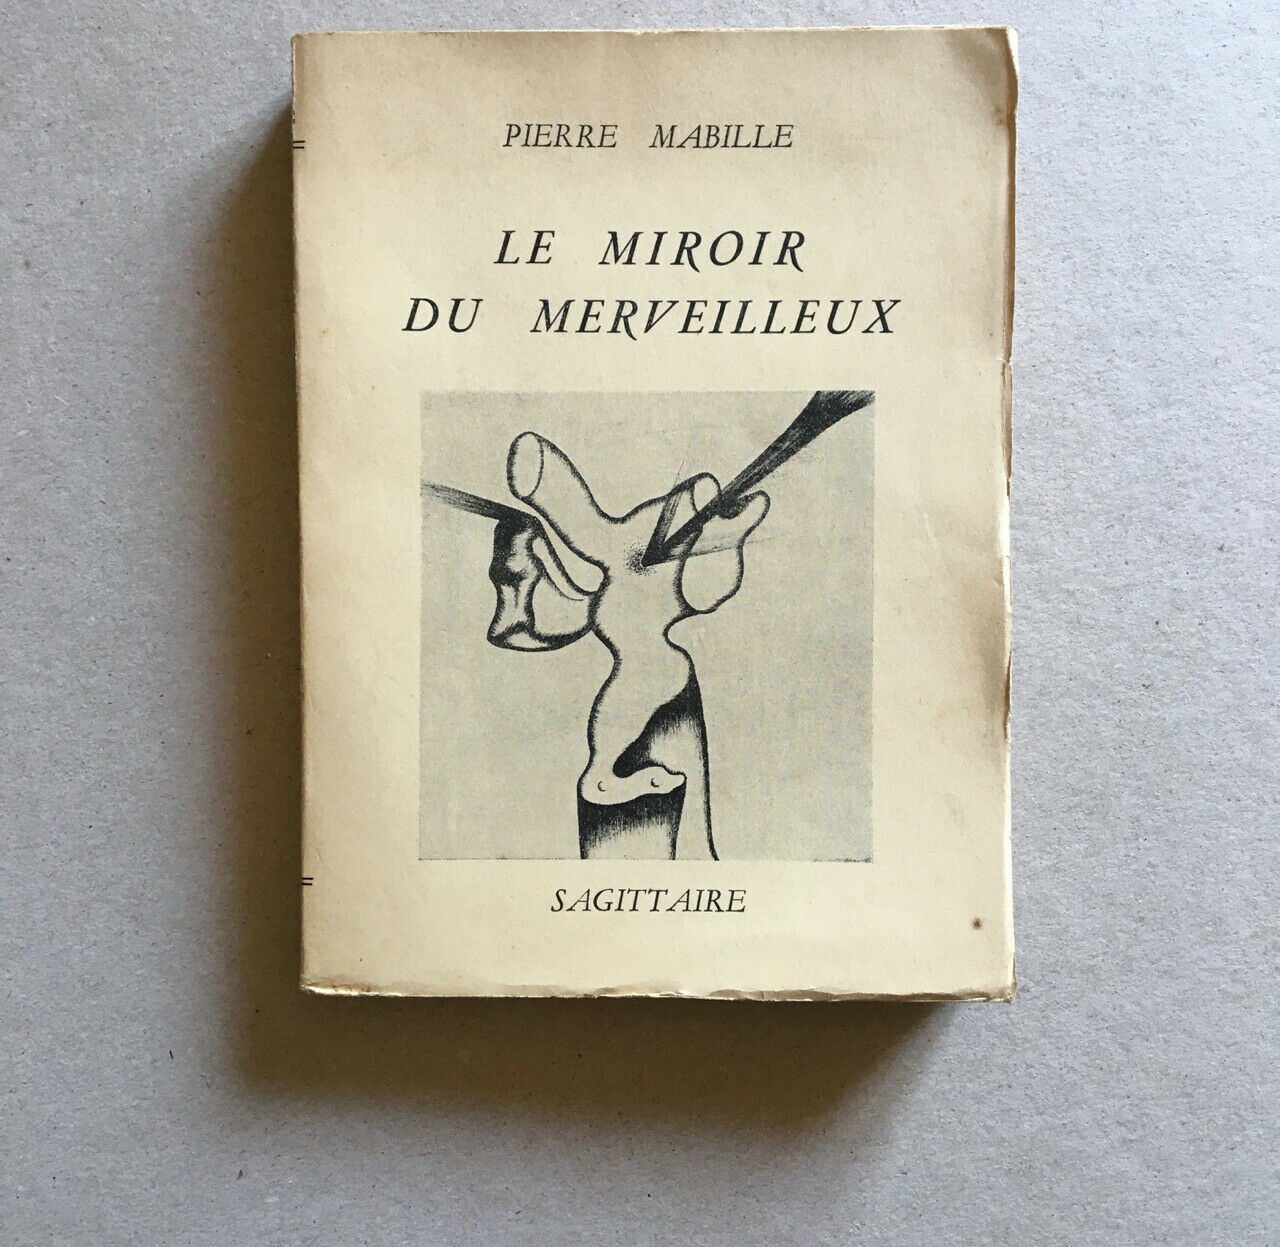 PIERRE MABILLE
LE MIROIR
DU MERVEILLEUX
SAGITTAIRE